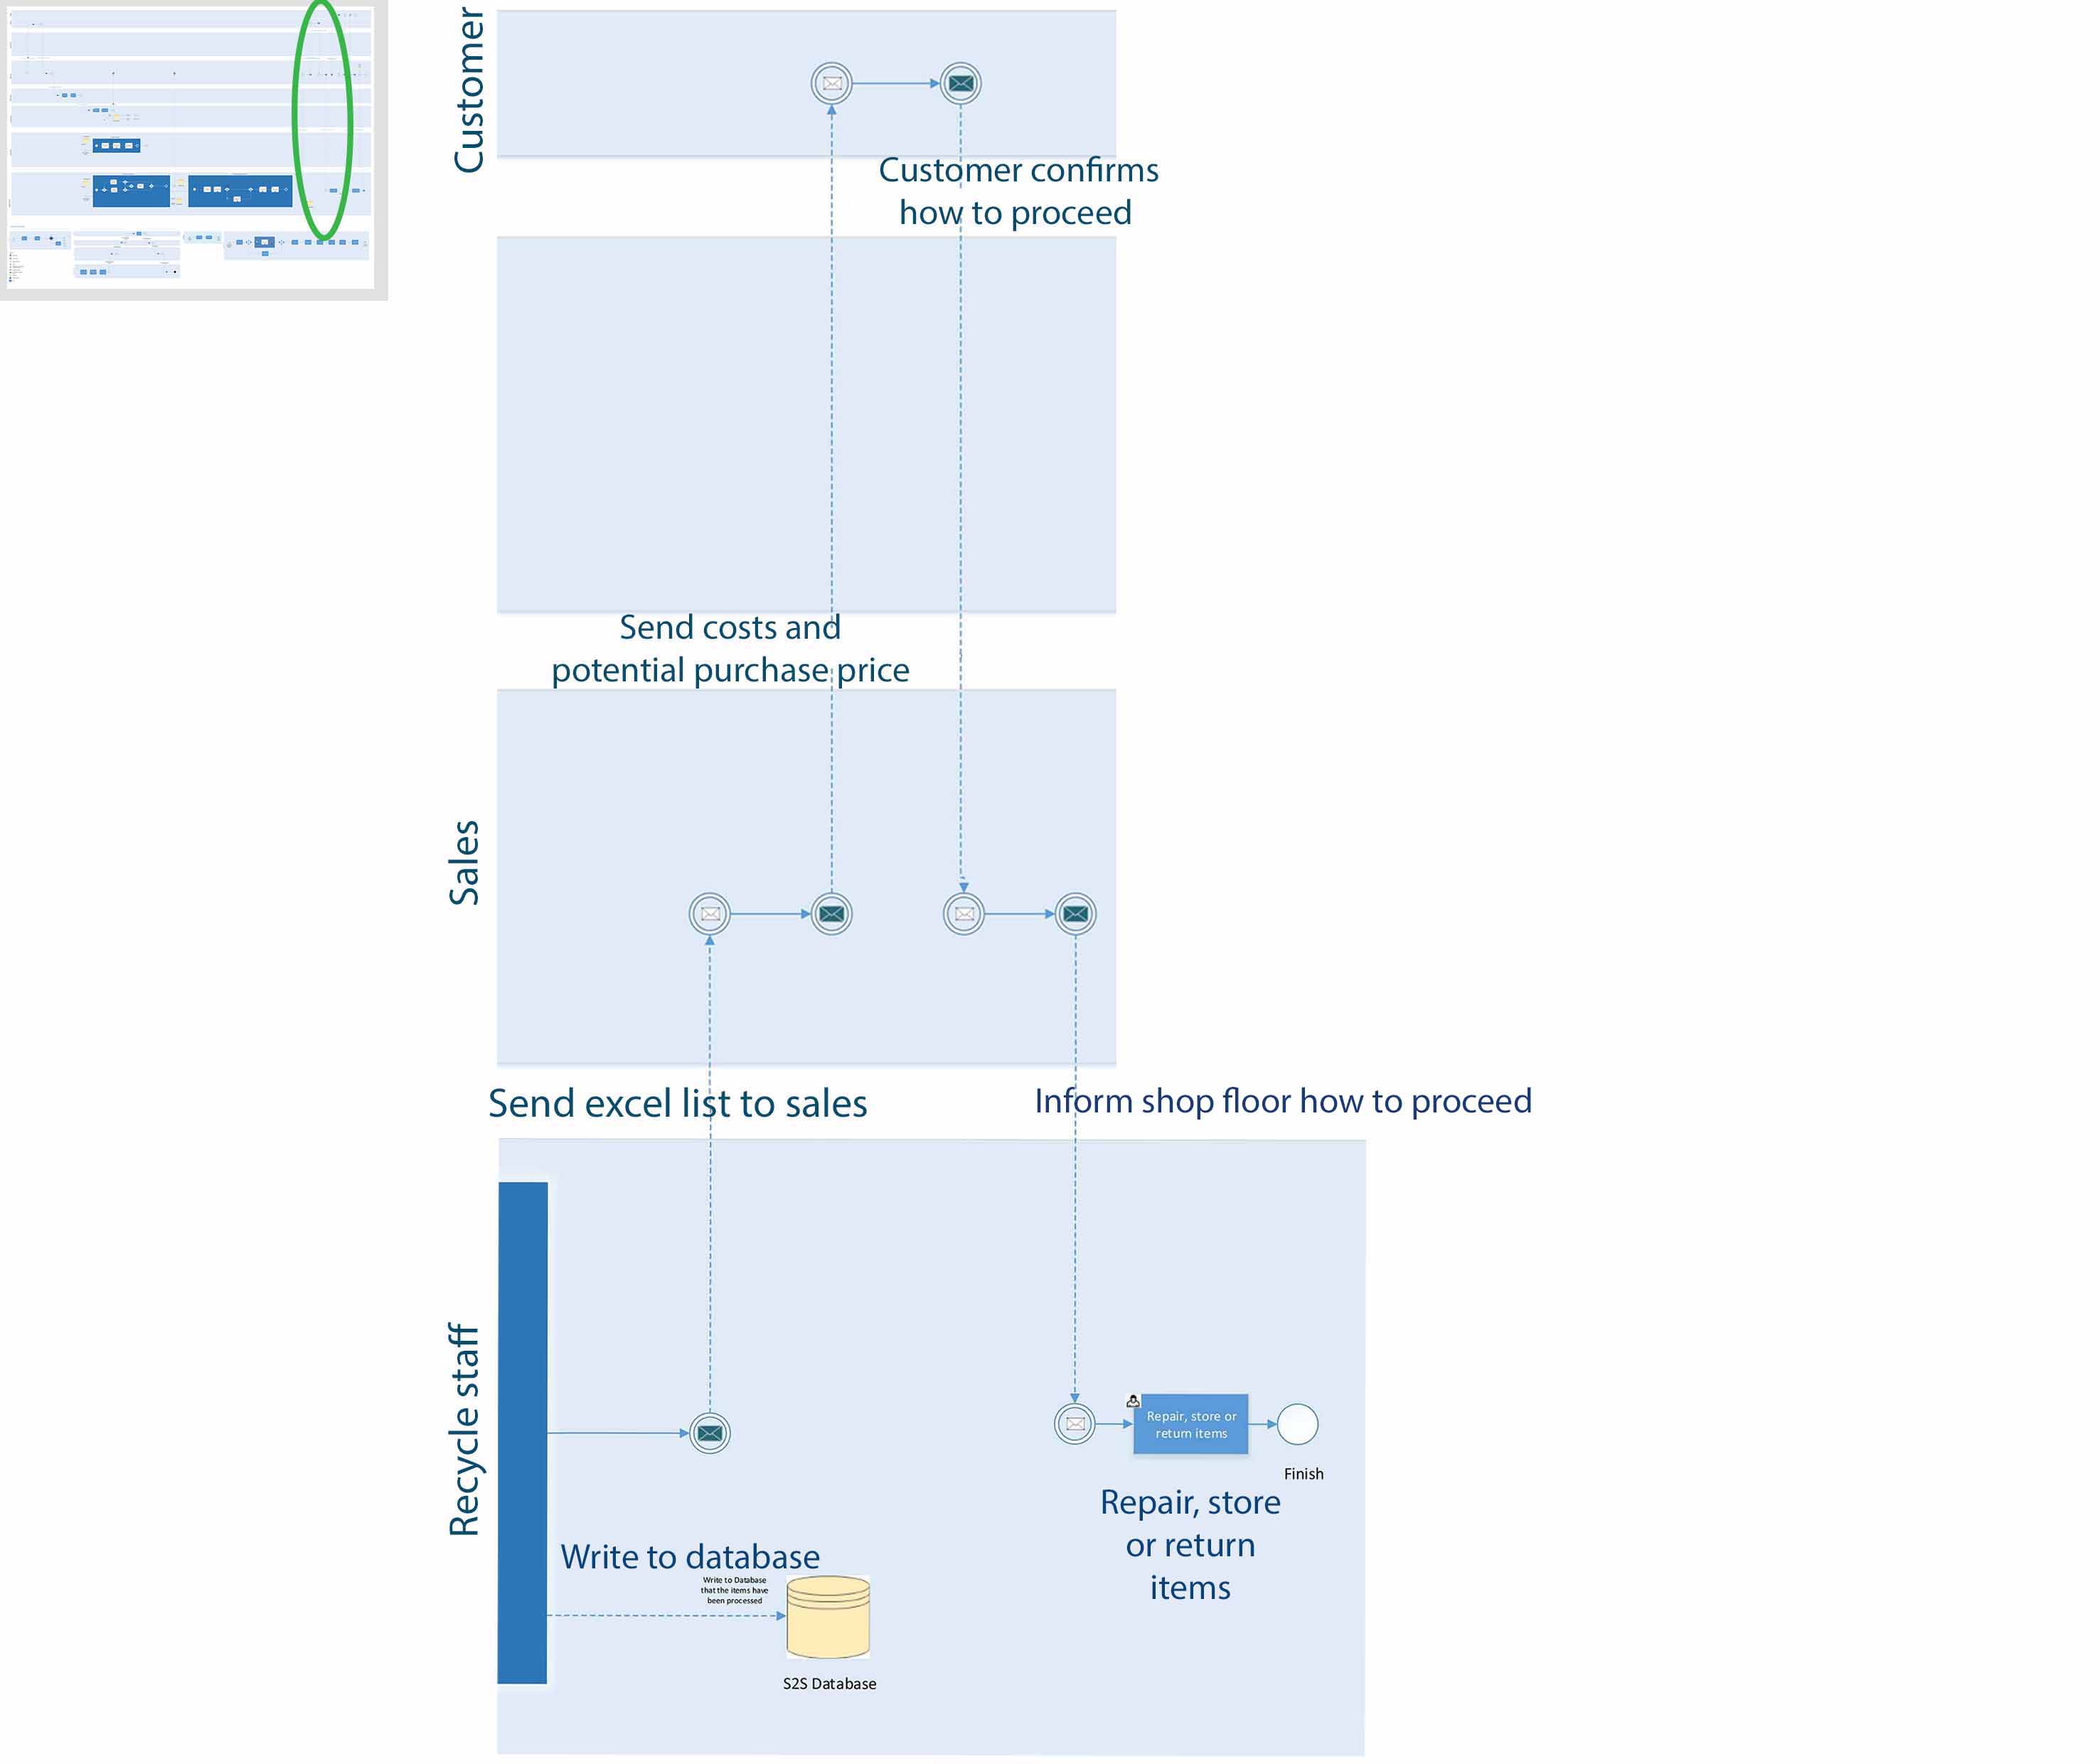 Customer
Customer confirms
how to proceed
Send costs and
potential purchase price
Sales
Send excel list to sales
Inform shop floor how to proceed
Recycle staff
Repair, store or
return items
Finish
Repair, store
or return
items
Write to database
Write to Database
that the items have
been processed
S2S Database